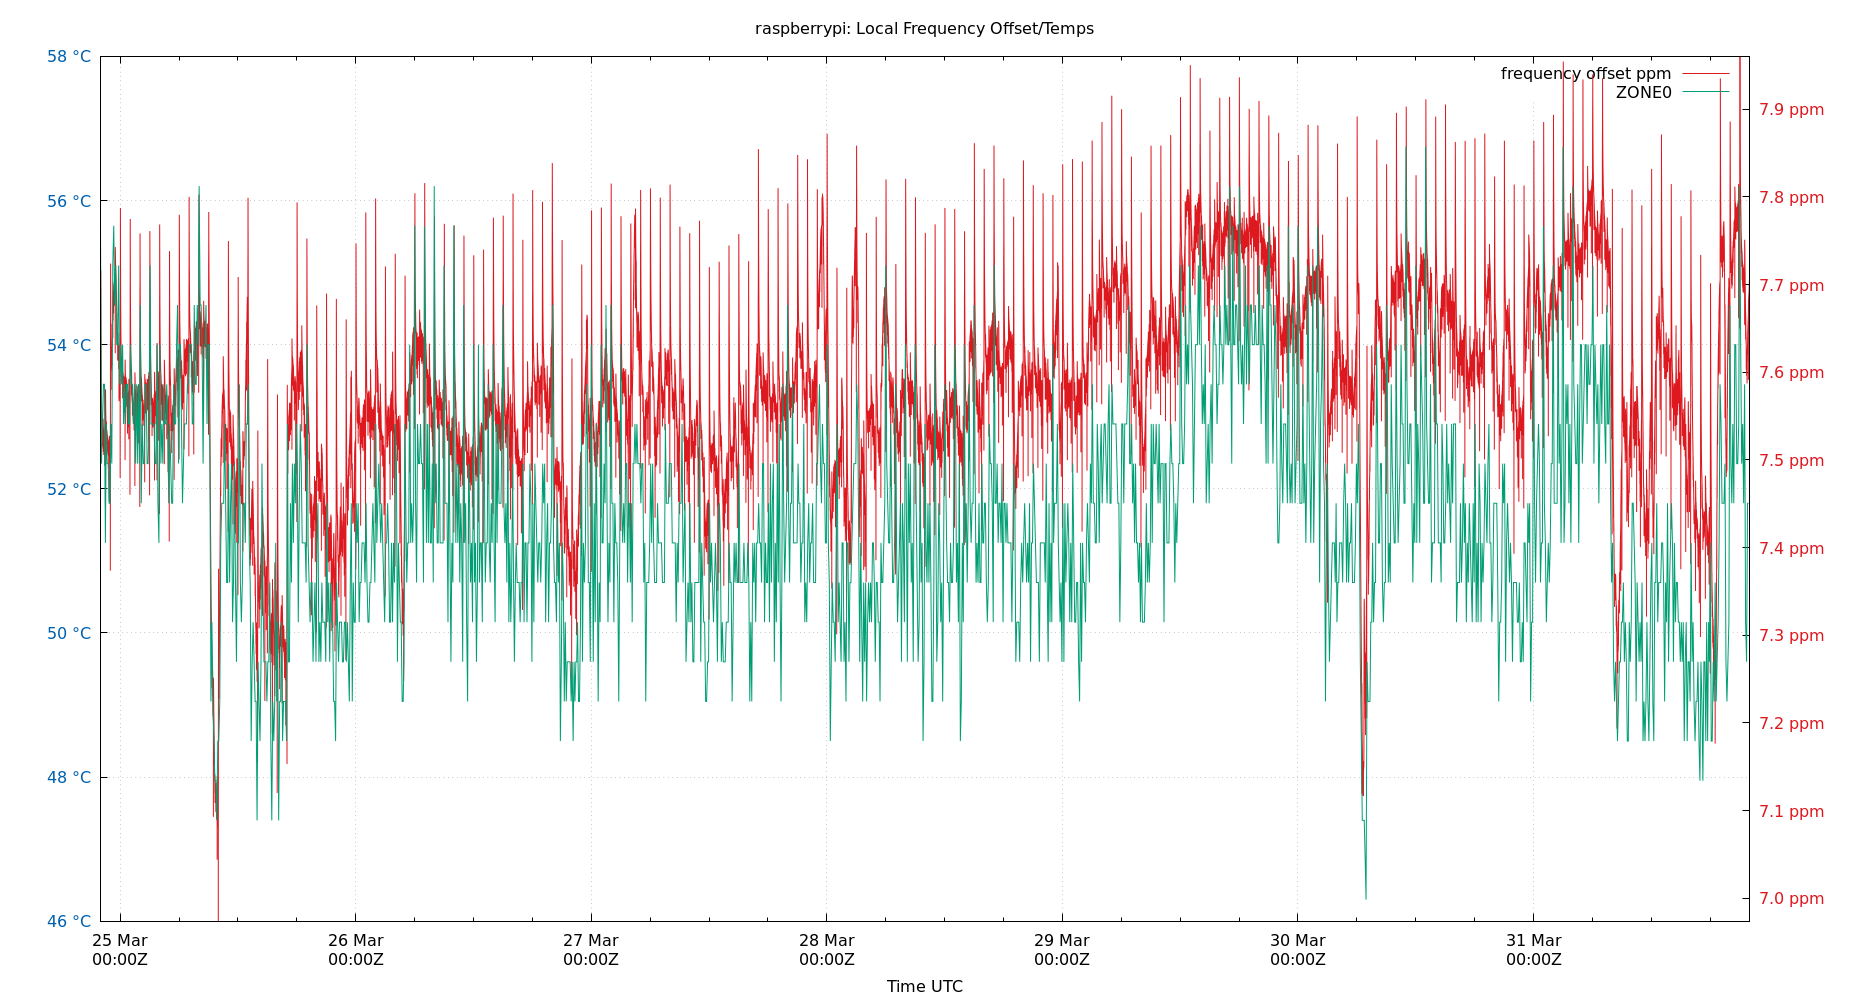 raspberrypi: Local Frequency Offset/Temps
58 °C
frequency offset ppm
ZONE0
7.9 ppm
56 °C
7.8 ppm
7.7 ppm
54 °C
7.6 ppm
7.5 ppm
52 °C
7.4 ppm
50 °C
7.3 ppm
7.2 ppm
48 °C
7.1 ppm
7.0 ppm
46 °C
25 Mar 26 Mar 27 Mar 28 Mar 29 Mar 30 Mar 31 Mar
00:00Z 00:00Z 00:00Z 00:00Z 00:00Z 00:00Z 00:00Z
Time UTC